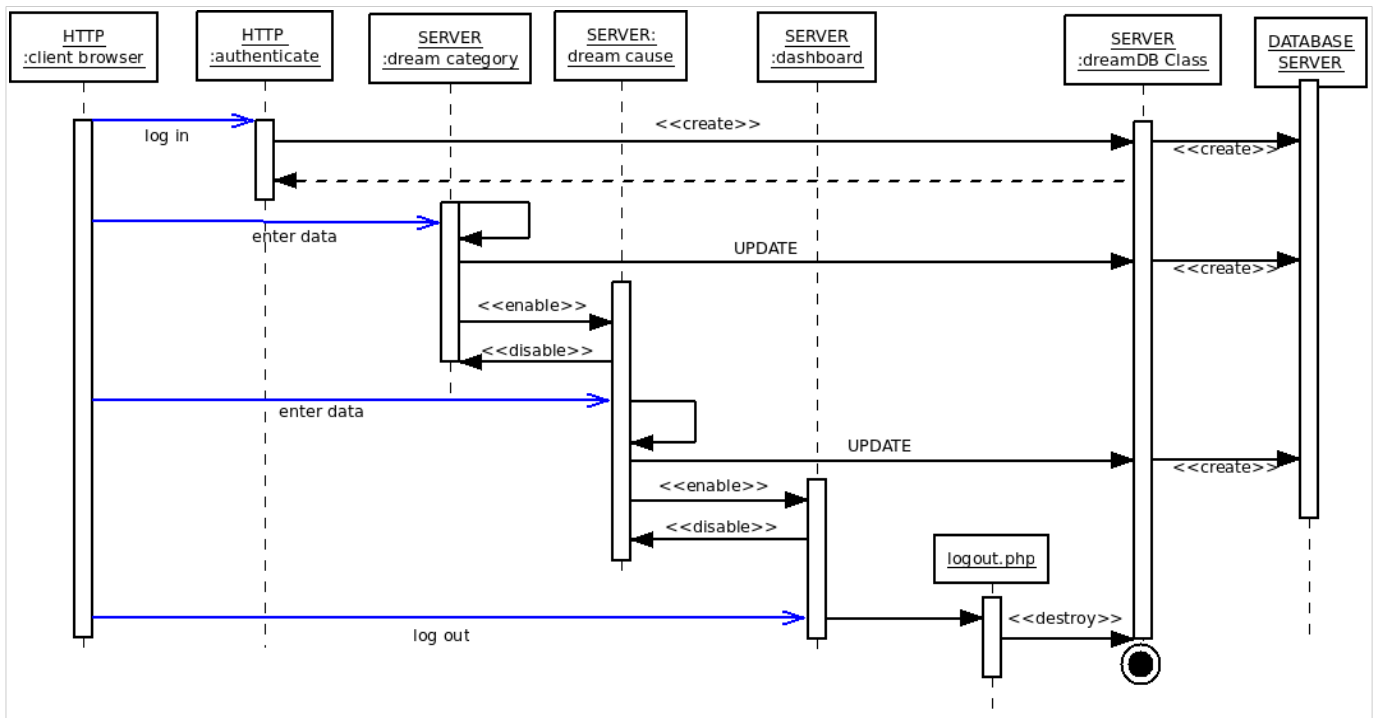 HTTP
:client browser
HTTP
:authenticate
SERVER
:dream category
SERVER:
dream cause
SERVER
:dashboard
SERVER
:dreamDB Class
DATABASE
SERVER
log in
<<create>>
<<create>>
enter data
UPDATE
<<create>>
<<enable>>
<<disable>>
enter data
UPDATE
<<create>>
<<enable>>
<<disable>>
logout.php
<<destroy>>
log out